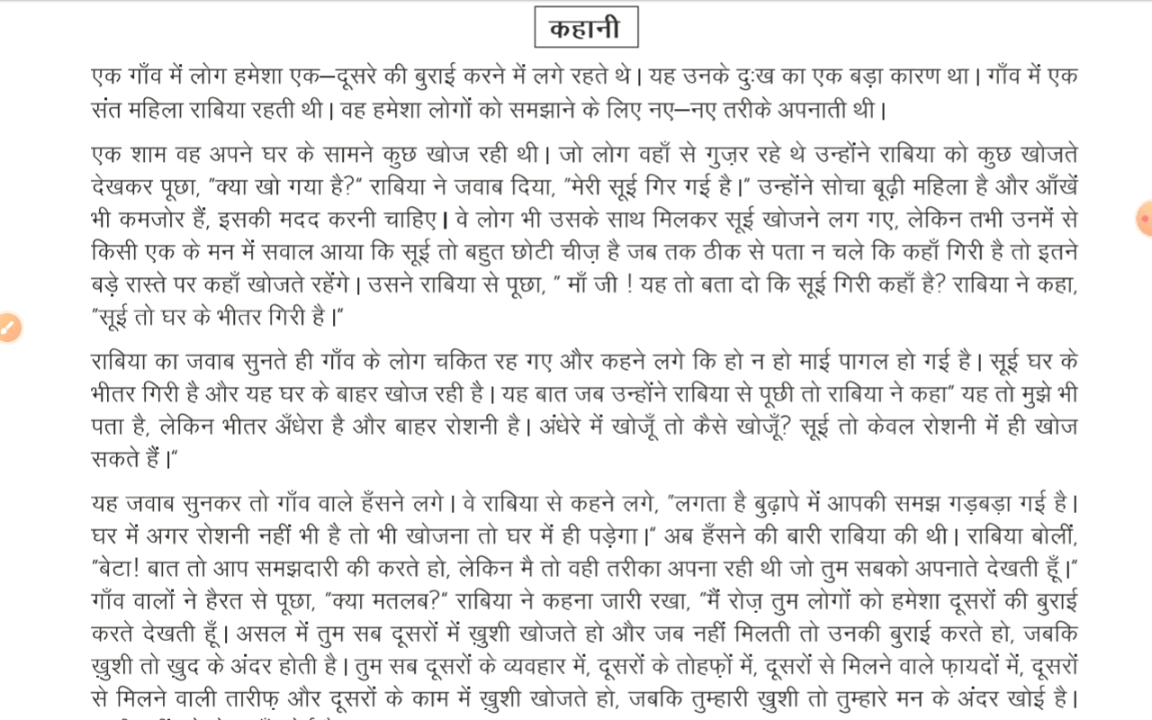 कहानी
एक गाँव में लोग हमेशा एक–दूसरे की बुराई करने में लगे रहते थे। यह उनके दुःख का एक बड़ा कारण था। गाँव में एक
संत महिला राबिया रहती थी। वह हमेशा लोगों को समझाने के लिए नए–नए तरीके अपनाती थी।
एक शाम वह अपने घर के सामने कुछ खोज रही थी। जो लोग वहाँ से गुज़र रहे थे उन्होंने राबिया को कुछ खोजते
देखकर पूछा, "क्या खो गया है?" राबिया ने जवाब दिया, "मेरी सूई गिर गई है।" उन्होंने सोचा बूढ़ी महिला है और आँखें
भी कमजोर हैं, इसकी मदद करनी चाहिए। वे लोग भी उसके साथ मिलकर सूई खोजने लग गए, लेकिन तभी उनमें से
किसी एक के मन में सवाल आया कि सूई तो बहुत छोटी चीज़ है जब तक ठीक से पता न चले कि कहाँ गिरी है तो इतने
बड़े रास्ते पर कहाँ खोजते रहेंगे। उसने राबिया से पूछा, " माँ जी ! यह तो बता दो कि सूई गिरी कहाँ है? राबिया ने कहा,
"सूई तो घर के भीतर गिरी है।"
राबिया का जवाब सुनते ही गाँव के लोग चकित रह गए और कहने लगे कि हो न हो माई पागल हो गई है। सूई घर के
भीतर गिरी है और यह घर के बाहर खोज रही है। यह बात जब उन्होंने राबिया से पूछी तो राबिया ने कहा" यह तो मुझे भी
पता है, लेकिन भीतर अँधेरा है और बाहर रोशनी है। अंधेरे में खोजूँ तो कैसे खोजूँ? सूई तो केवल रोशनी में ही खोज
सकते हैं।"
यह जवाब सुनकर तो गाँव वाले हँसने लगे। वे राबिया से कहने लगे, "लगता है बुढ़ापे में आपकी समझ गड़बड़ा गई है।
घर में अगर रोशनी नहीं भी है तो भी खोजना तो घर में ही पड़ेगा।" अब हँसने की बारी राबिया की थी। राबिया बोलीं,
"बेटा! बात तो आप समझदारी की करते हो, लेकिन मै तो वही तरीका अपना रही थी जो तुम सबको अपनाते देखती हूँ।"
गाँव वालों ने हैरत से पूछा, "क्या मतलब?" राबिया ने कहना जारी रखा, "मैं रोज़ तुम लोगों को हमेशा दूसरों की बुराई
करते देखती हूँ। असल में तुम सब दूसरों में ख़ुशी खोजते हो और जब नहीं मिलती तो उनकी बुराई करते हो, जबकि
ख़ुशी तो खुद के अंदर होती है। तुम सब दूसरों के व्यवहार में, दूसरों के तोहफ़ों में, दूसरों से मिलने वाले फ़ायदों में, दूसरों
से मिलने वाली तारीफ़ और दूसरों के काम में ख़ुशी खोजते हो, जबकि तुम्हारी ख़ुशी तो तुम्हारे मन के अंदर खोई है।